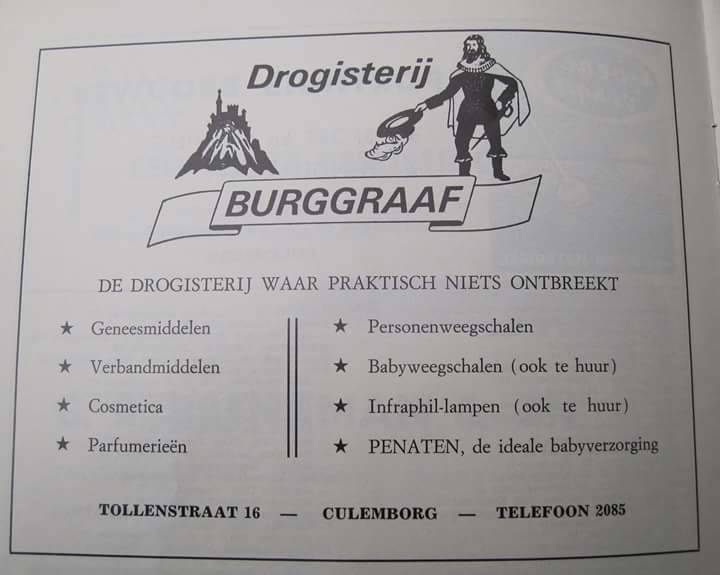 Drogisterij
BURGGRAAF
DE DROGISTERIJ WAAR PRAKTISCH NIETS ONTBREEKT
★ Geneesmiddelen
★ Verbandmiddelen
★ Cosmetica
★ Parfumerieën
★ Personenweegschalen
★ Babyweegschalen (ook te huur)
★ Infraphil-lampen (ook te huur)
★ PENATEN, de ideale babyverzorging
TOLLENSTRAAT 16 — CULEMBORG — TELEFOON 2085